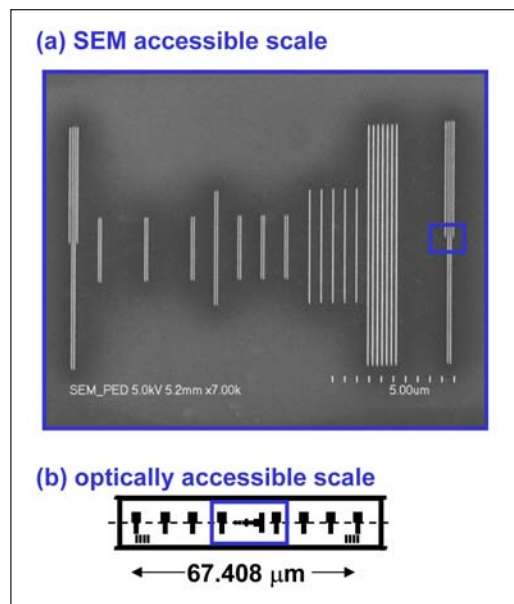 (a) SEM accessible scale
SEM_PED 5.0kV 5.2mm x7.00k 5.00um
(b) optically accessible scale
67.408 μm